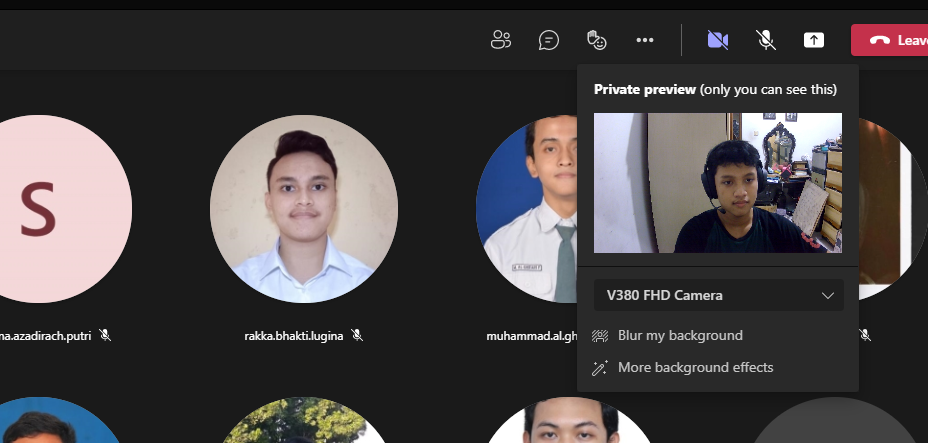 Leave
Private preview (only you can see this)
S
V380 FHD Camera
ma.azadirach.putri
rakka.bhakti.lugina
muhammad.al.gh
Blur my background
More background effects